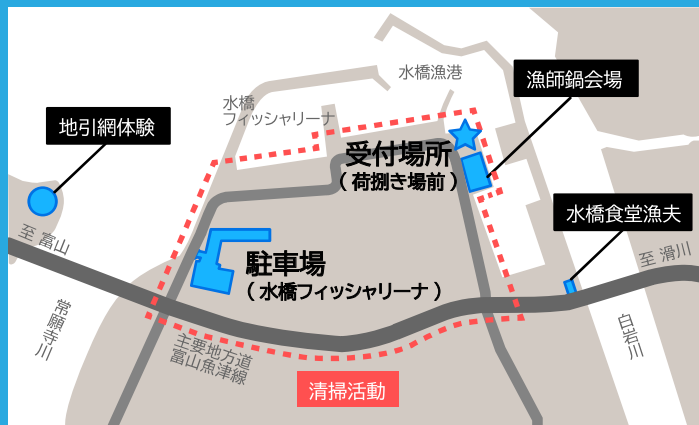 水橋漁港
漁師鍋会場
水橋
フィッシャリーナ
地引網体験
受付場所
（荷捌き場前）
水橋食堂漁夫
至 富山
駐車場
（水橋フィッシャリーナ）
至 滑川
常願寺川
白岩川
主要地方道
富山魚津線
清掃活動